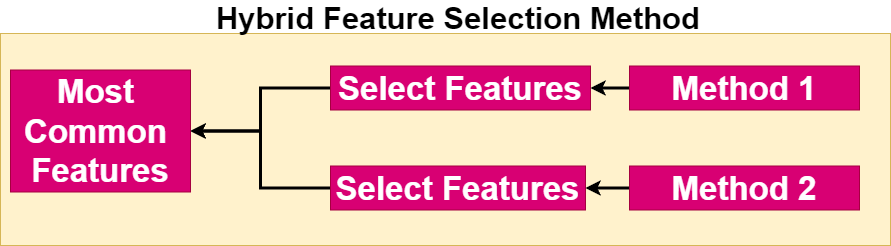 Hybrid Feature Selection Method
Most
Common
Features
Select Features
Method 1
Select Features
Method 2